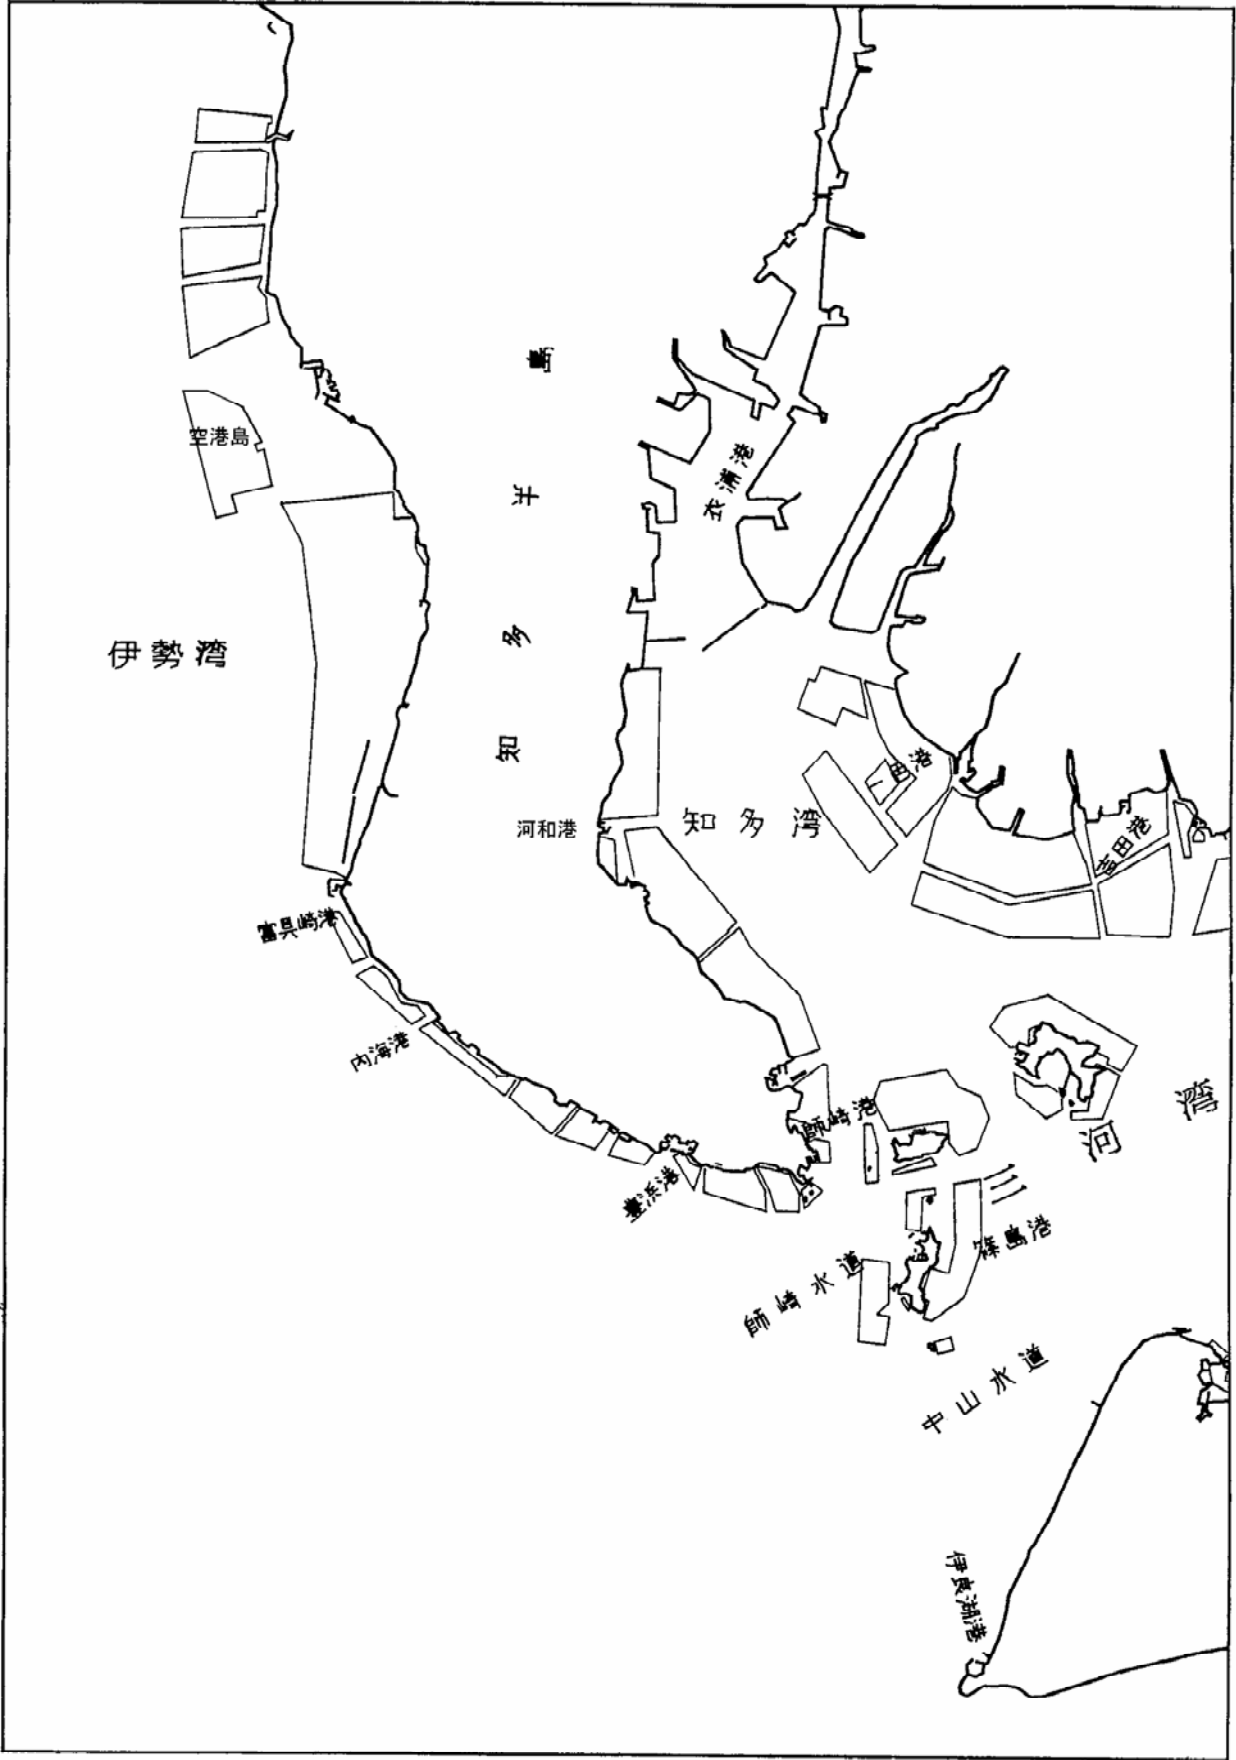 空港島
衣浦港
知多半島
伊勢湾
河和港
知多湾
一色港
吉田港
冨具崎港
内海港
師崎港
河湾
豊浜港
篠島港
師崎水道
中山水道
伊良湖港